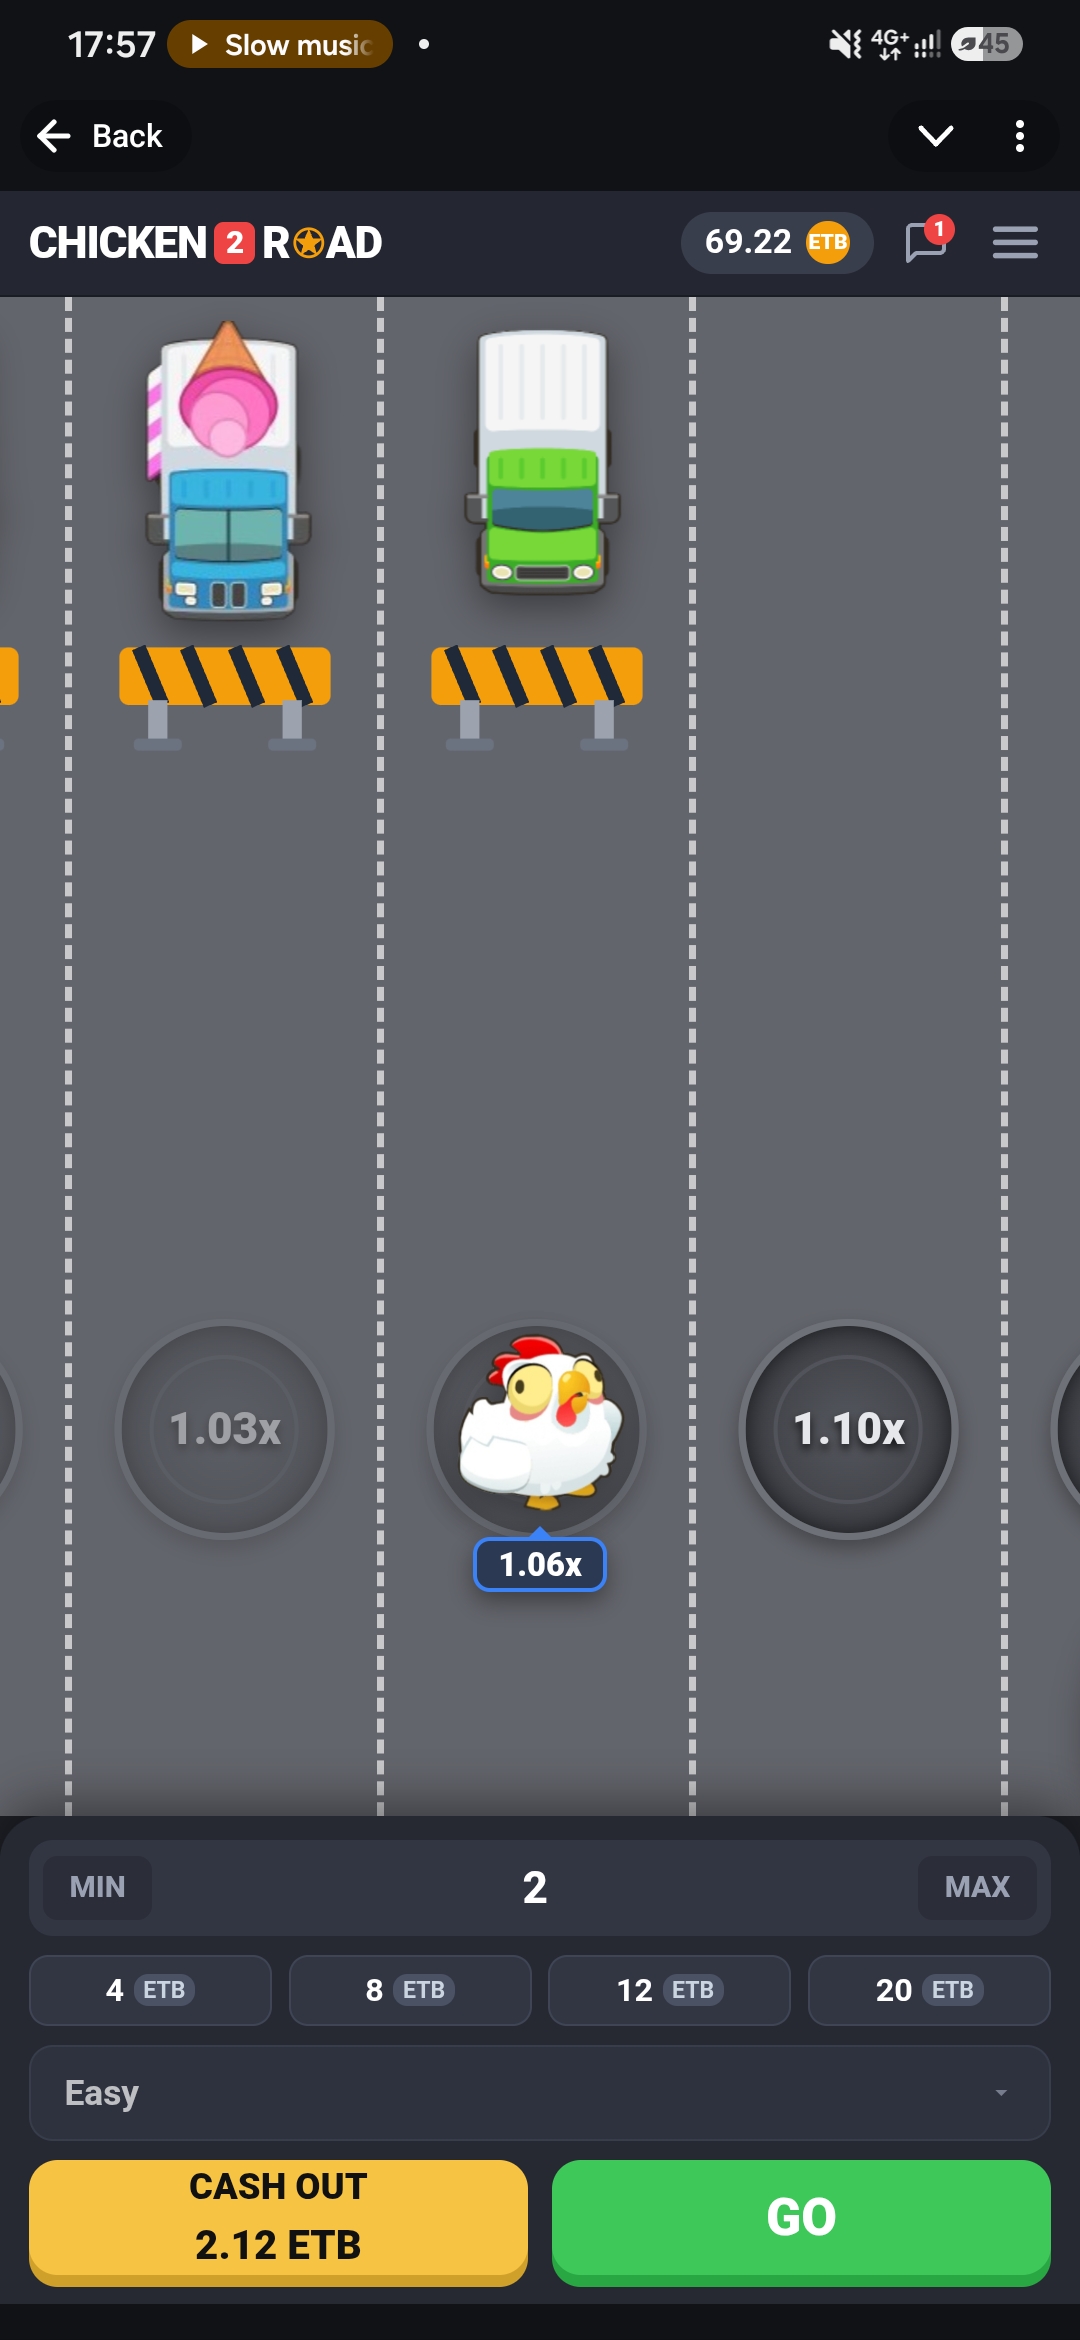 17:57 Slow music 4G+ 45
Back
CHICKEN 2 ROAD 69.22 ETB 1
1.03x 1.10x
1.06x
MIN 2 MAX
4 ETB 8 ETB 12 ETB 20 ETB
Easy
CASH OUT
2.12 ETB
GO